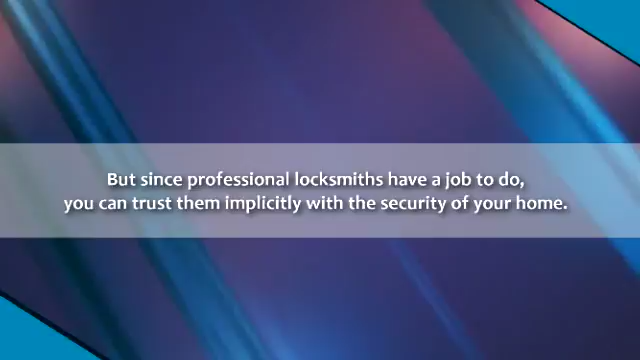 But since professional locksmiths have a job to do,
you can trust them implicitly with the security of your home.